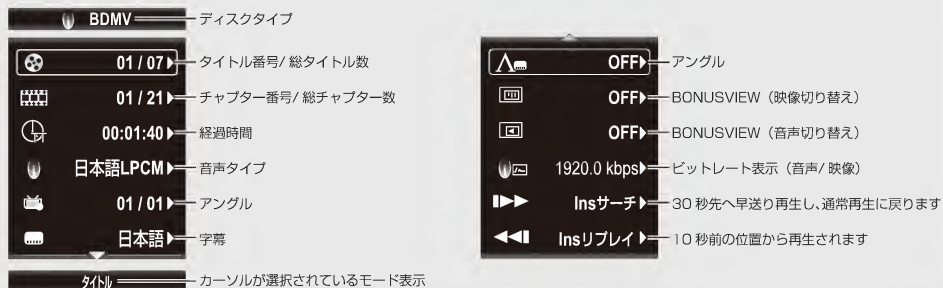 BDMV ディスクタイプ
01 / 07 タイトル番号/ 総タイトル数
01 / 21 チャプター番号/ 総チャプター数
00:01:40 経過時間
日本語LPCM 音声タイプ
01 / 01 アングル
日本語 字幕
タイトル カーソルが選択されているモード表示
OFF アングル
OFF BONUSVIEW（映像切り替え）
OFF BONUSVIEW（音声切り替え）
1920.0 kbps ビットレート表示（音声/ 映像）
Insサーチ 30 秒先へ早送り再生し、通常再生に戻ります
Insリプレイ 10 秒前の位置から再生されます